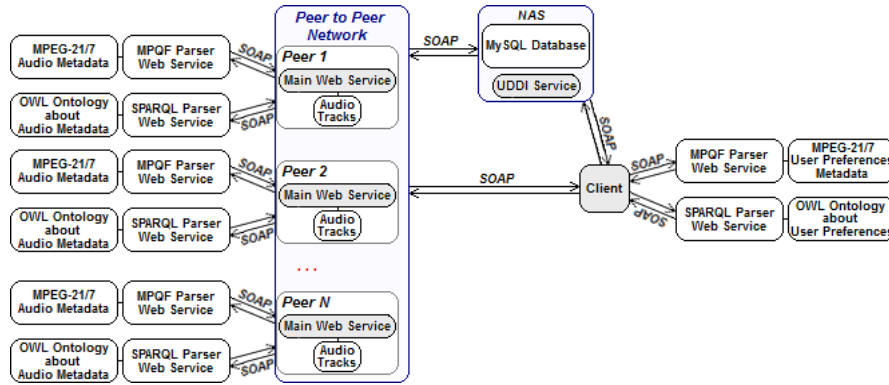 Peer to Peer
Network
NAS
MySQL Database
UDDI Service
SOAP
SOAP
MPEG-21/7
Audio Metadata
MPQF Parser
Web Service
SOAP
Peer 1
Main Web Service
Audio
Tracks
OWL Ontology
about
Audio Metadata
SPARQL Parser
Web Service
SOAP
MPEG-21/7
Audio Metadata
MPQF Parser
Web Service
SOAP
Peer 2
Main Web Service
Audio
Tracks
OWL Ontology
about
Audio Metadata
SPARQL Parser
Web Service
SOAP
SOAP
Client
SOAP
MPQF Parser
Web Service
MPEG-21/7
User Preferences
Metadata
SOAP
SPARQL Parser
Web Service
OWL Ontology
about
User Preferences
...
MPEG-21/7
Audio Metadata
MPQF Parser
Web Service
SOAP
Peer N
Main Web Service
Audio
Tracks
OWL Ontology
about
Audio Metadata
SPARQL Parser
Web Service
SOAP